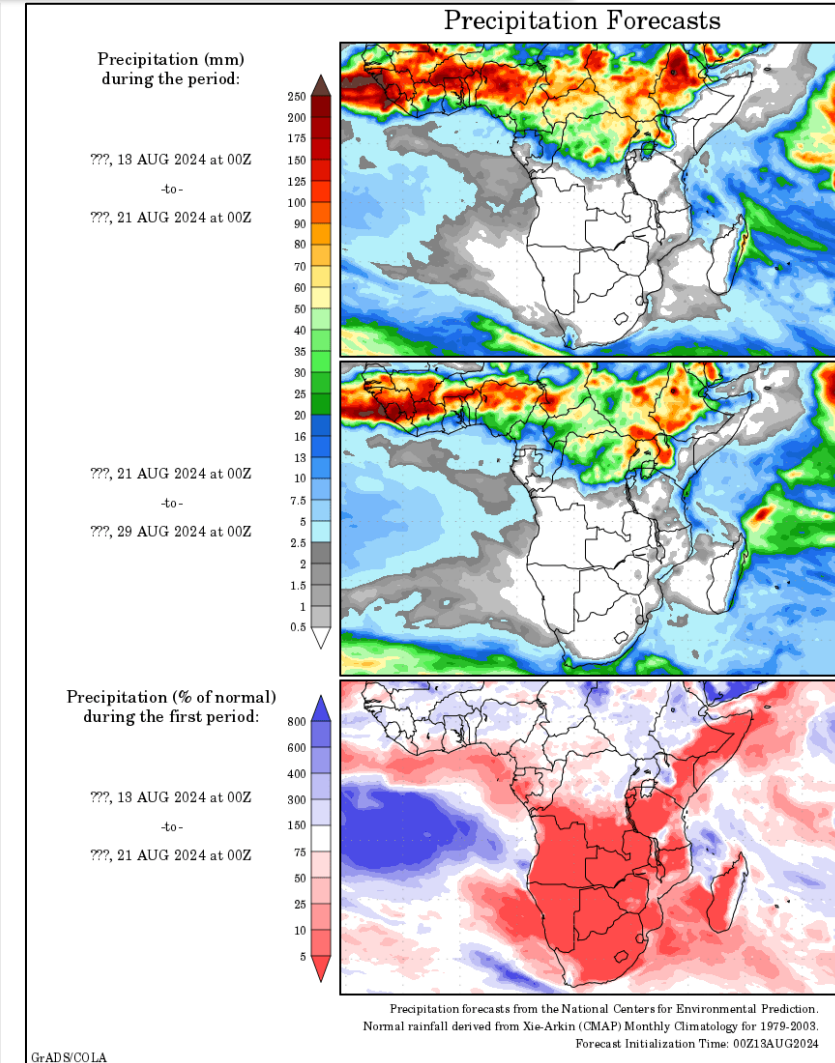 Precipitation Forecasts
Precipitation (mm)
during the period:
???, 13 AUG 2024 at 00Z
-to-
???, 21 AUG 2024 at 00Z
250
200
175
150
125
100
90
80
70
60
50
40
35
30
25
20
16
13
10
7.5
5
2.5
2
1.5
1
0.5
???, 21 AUG 2024 at 00Z
-to-
???, 29 AUG 2024 at 00Z
Precipitation (% of normal)
during the first period:
???, 13 AUG 2024 at 00Z
-to-
???, 21 AUG 2024 at 00Z
800
600
400
300
150
75
50
25
10
5
Precipitation forecasts from the National Centers for Environmental Prediction.
Normal rainfall derived from Xie-Arkin (CMAP) Monthly Climatology for 1979-2003.
Forecast Initialization Time: 00Z13AUG2024
GrADS/COLA